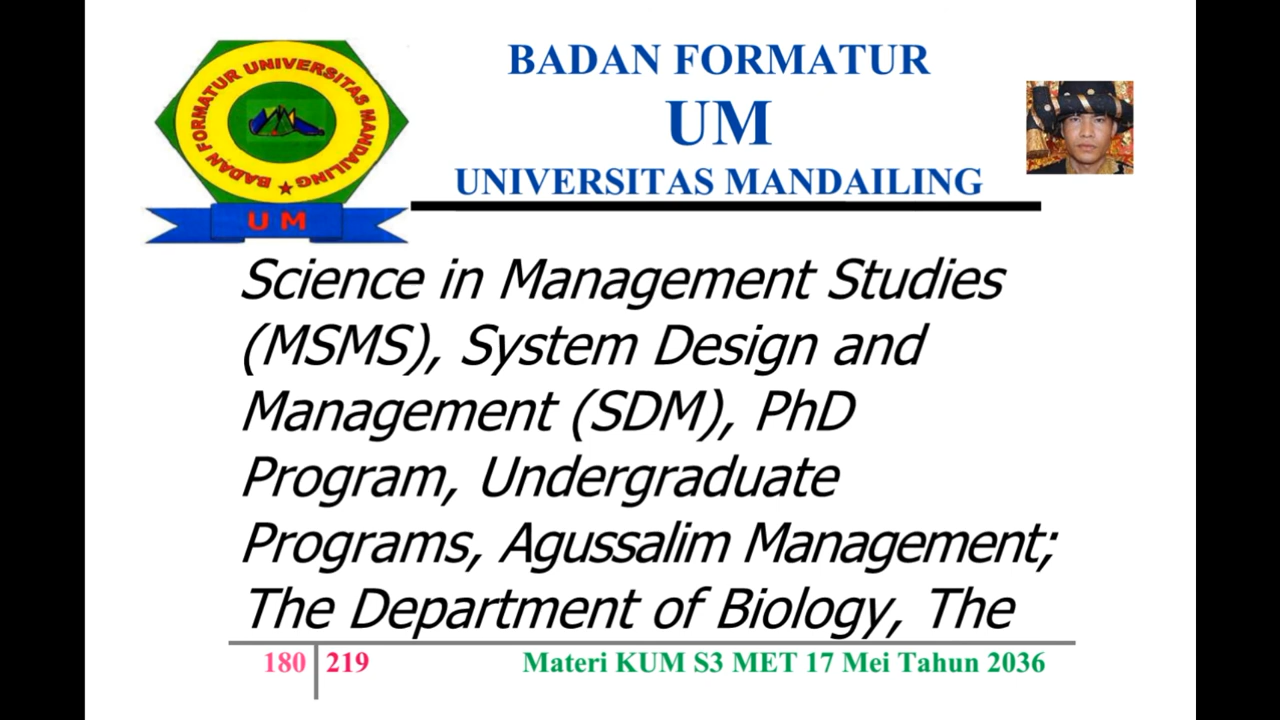 BADAN FORMATUR UNIVERSITAS MANDAILING
U M
BADAN FORMATUR
UM
UNIVERSITAS MANDAILING
Science in Management Studies
(MSMS), System Design and
Management (SDM), PhD
Program, Undergraduate
Programs, Agussalim Management;
The Department of Biology, The
180 219 Materi KUM S3 MET 17 Mei Tahun 2036